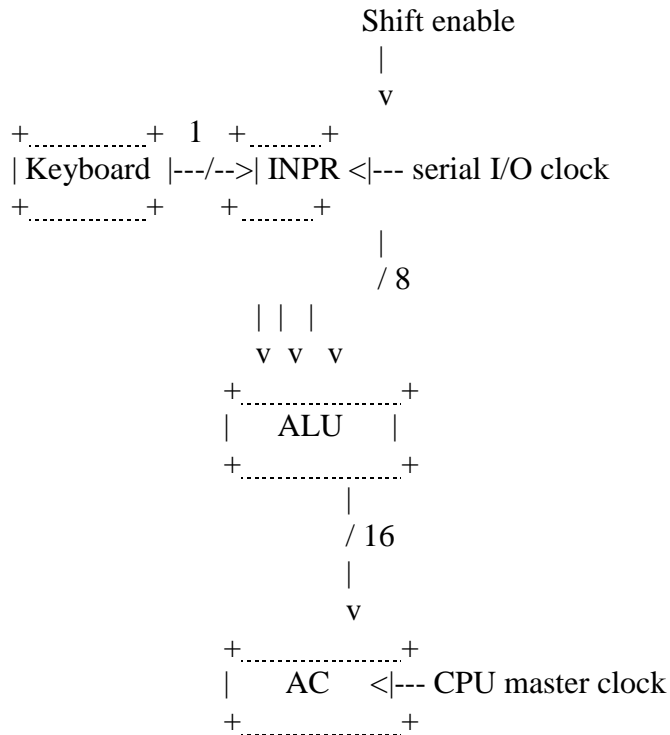 Shift enable
|
v
+----------+ 1 +------+
| Keyboard |---/-->| INPR <|--- serial I/O clock
+----------+ +------+
|
/ 8
| | |
v v v
+--------------+
| ALU |
+--------------+
|
/ 16
|
v
+--------------+
| AC <|--- CPU master clock
+--------------+